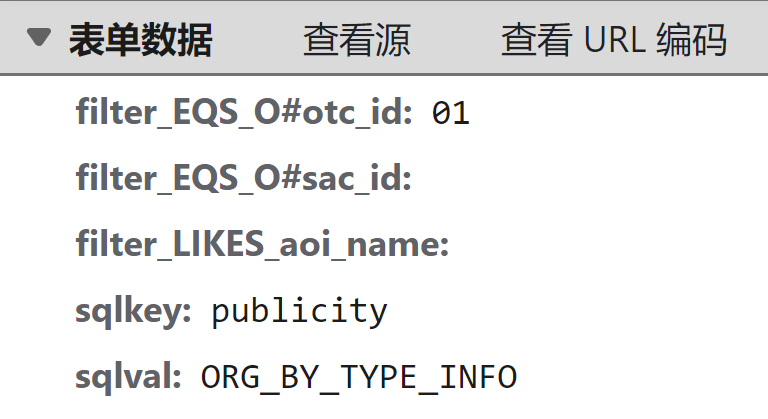 表单数据 查看源 查看 URL 编码
filter_EQS_O#otc_id: 01
filter_EQS_O#sac_id:
filter_LIKES_aoi_name:
sqlkey: publicity
sqlval: ORG_BY_TYPE_INFO